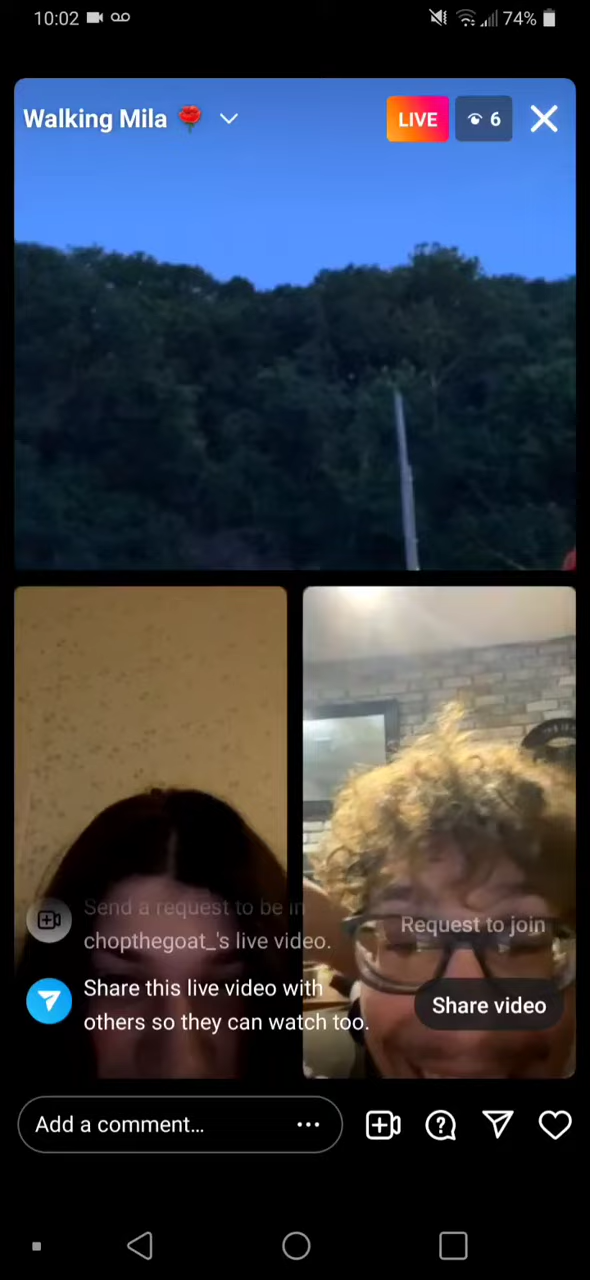 10:02 74%
Walking Mila 🌹 LIVE 6
Send a request to be in
chopthegoat_'s live video.
Request to join
Share this live video with
others so they can watch too.
Share video
Add a comment...